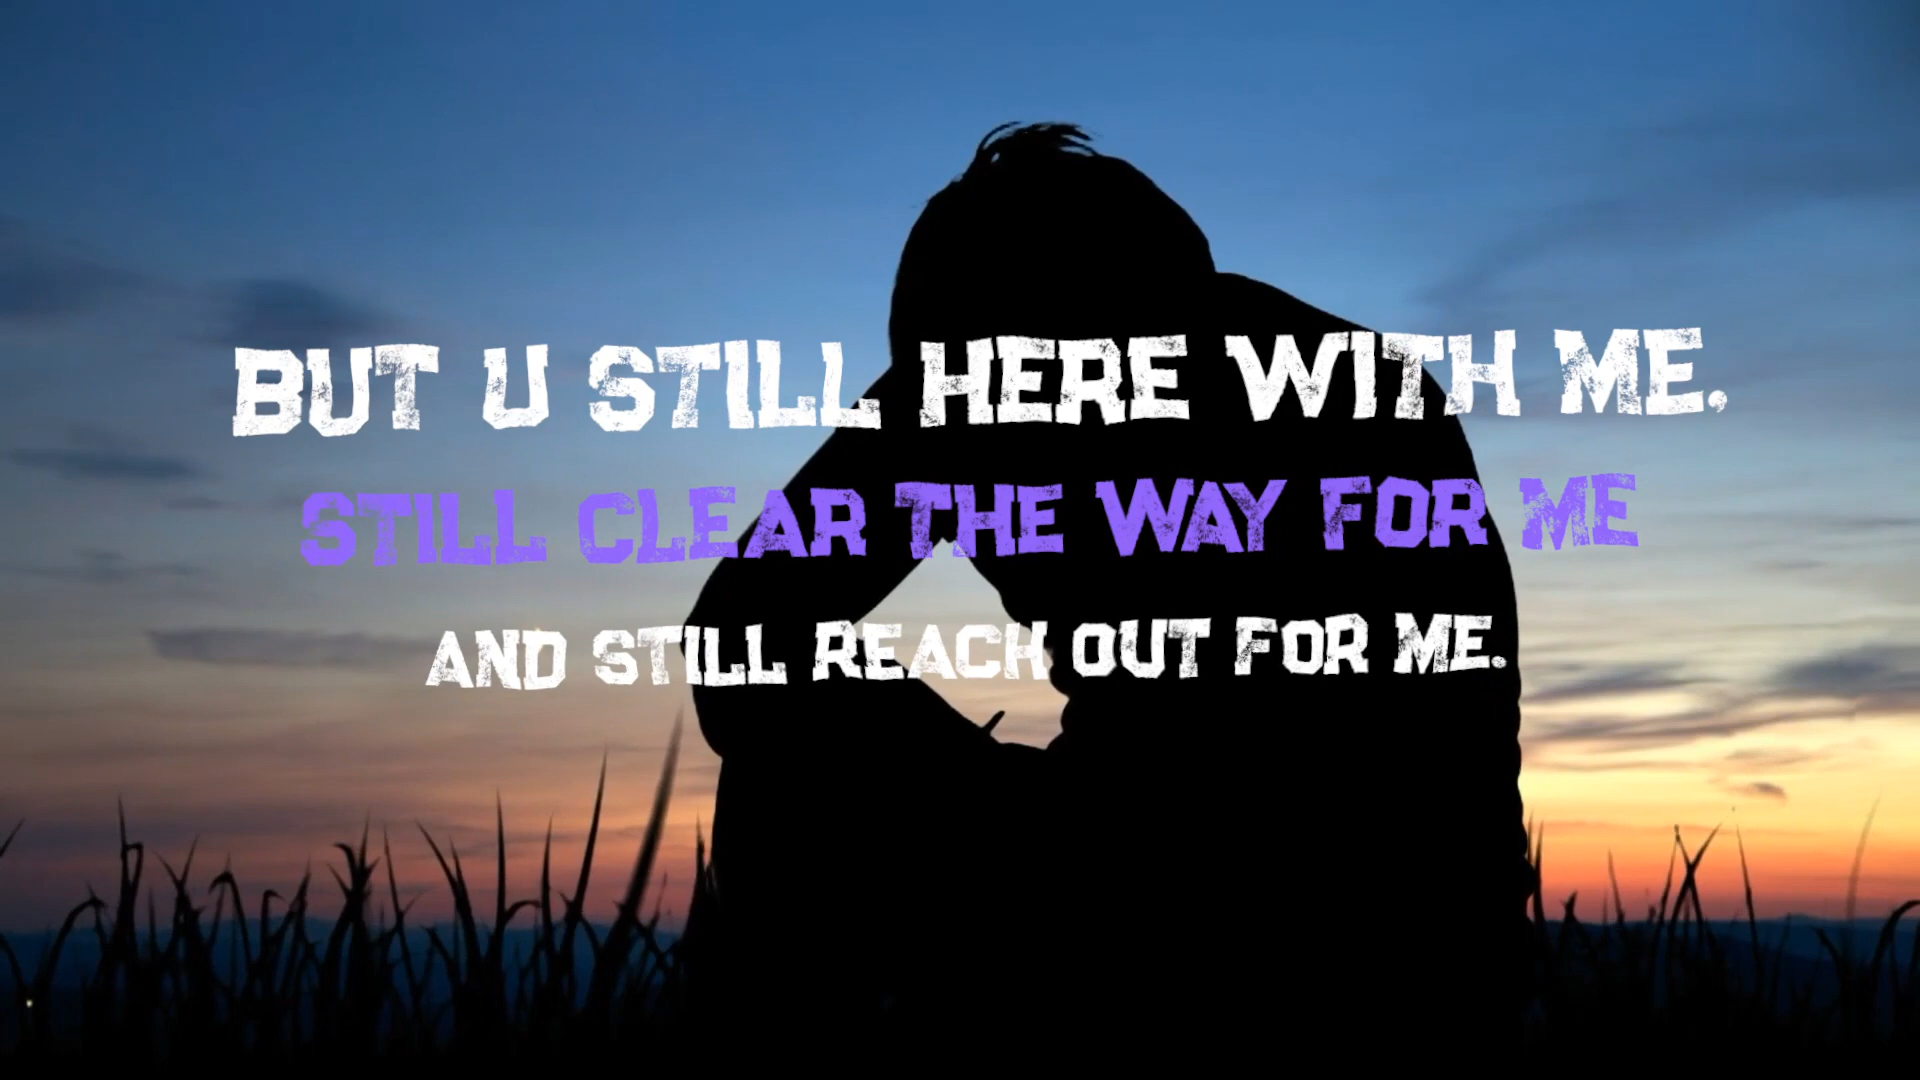 BUT U STILL HERE WITH ME.
STILL CLEAR THE WAY FOR ME
AND STILL REACH OUT FOR ME.